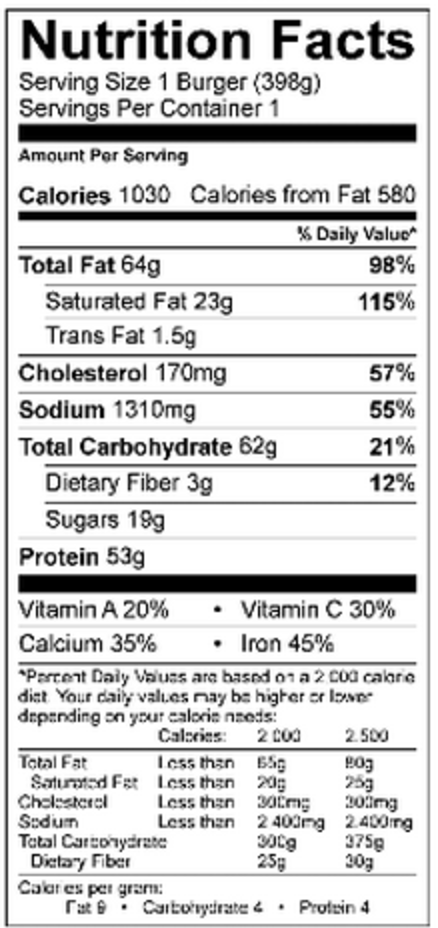 Nutrition Facts
Serving Size 1 Burger (398g)
Servings Per Container 1
Amount Per Serving
Calories 1030 Calories from Fat 580
% Daily Value*
Total Fat 64g 98%
Saturated Fat 23g 115%
Trans Fat 1.5g
Cholesterol 170mg 57%
Sodium 1310mg 55%
Total Carbohydrate 62g 21%
Dietary Fiber 3g 12%
Sugars 19g
Protein 53g
Vitamin A 20% • Vitamin C 30%
Calcium 35% • Iron 45%
*Percent Daily Values are based on a 2,000 calorie
diet. Your daily values may be higher or lower
depending on your calorie needs:
Calories: 2,000 2,500
Total Fat Less than 65g 80g
Saturated Fat Less than 20g 25g
Cholesterol Less than 300mg 300mg
Sodium Less than 2,400mg 2,400mg
Total Carbohydrate 300g 375g
Dietary Fiber 25g 30g
Calories per gram:
Fat 9 • Carbohydrate 4 • Protein 4